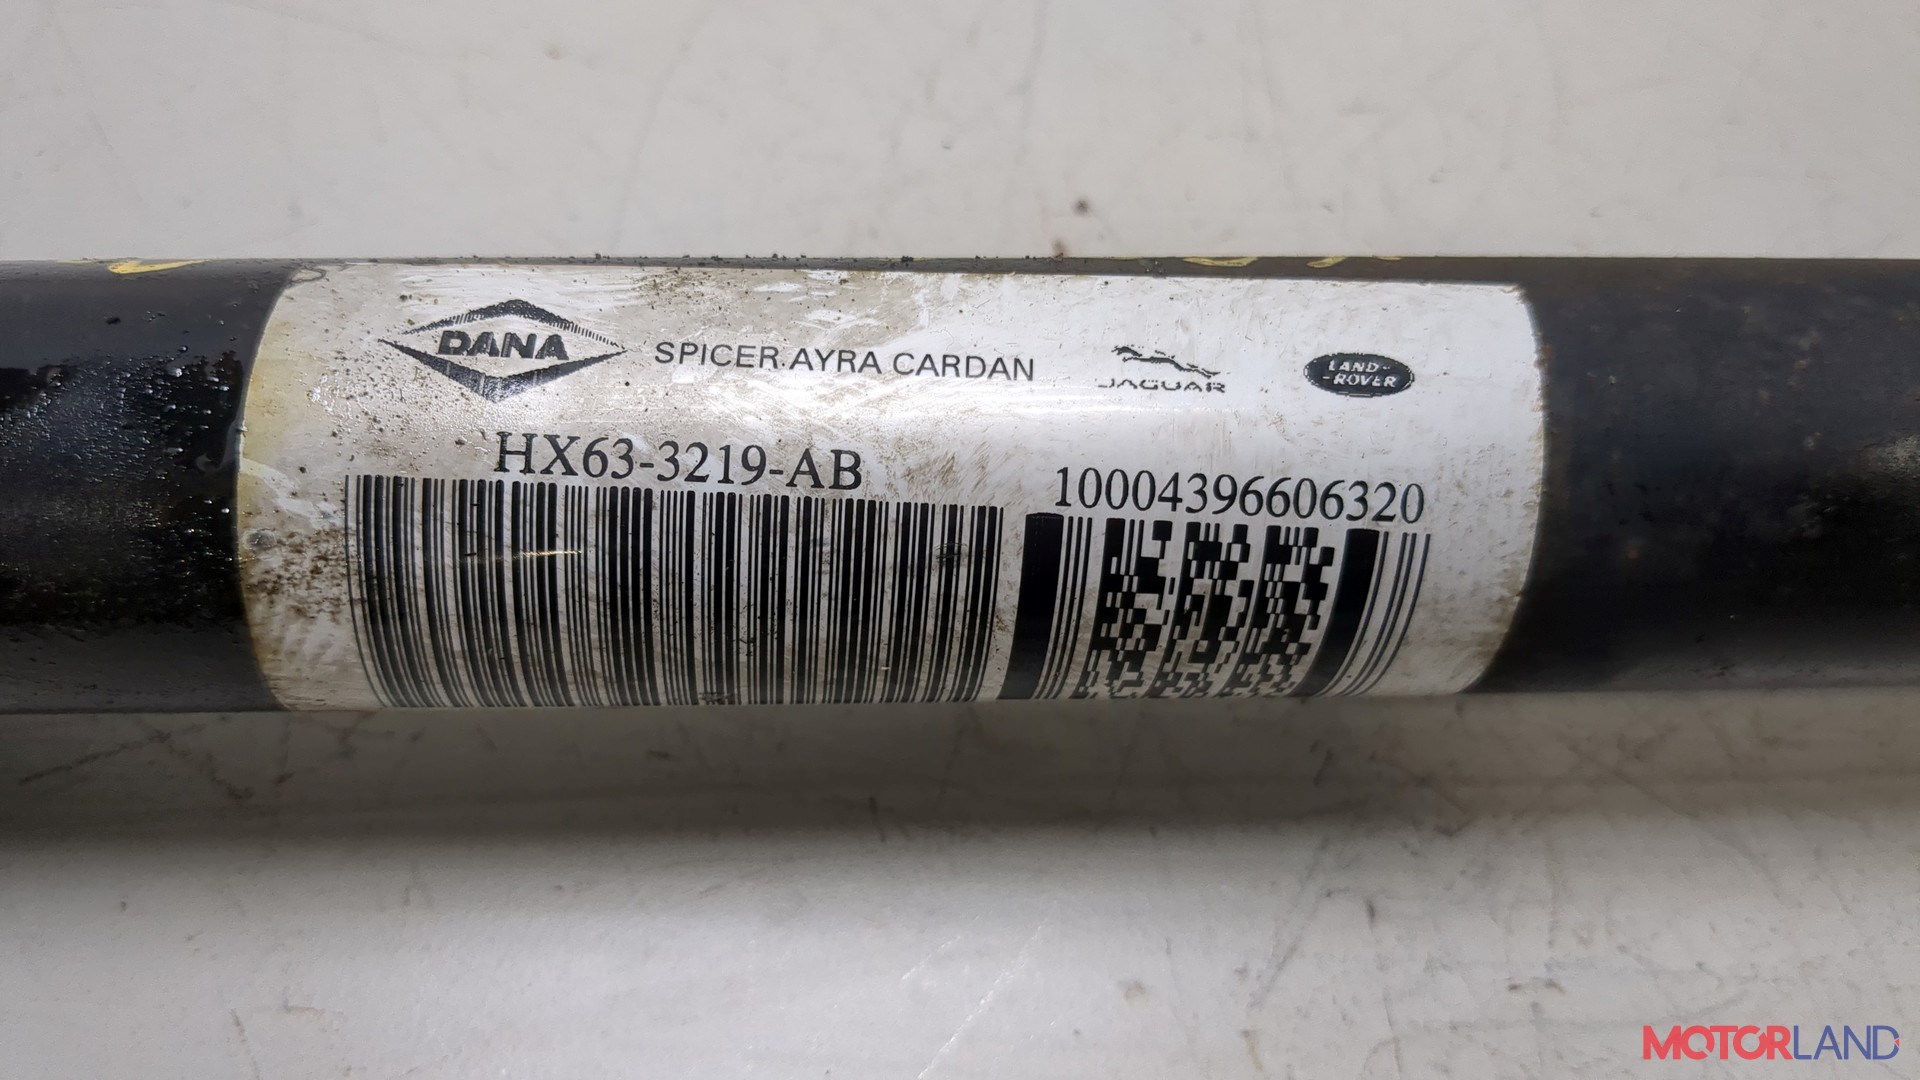 DANA
SPICER AYRA CARDAN
JAGUAR
LAND-
-ROVER
HX63-3219-AB
10004396606320
MOTORLAND